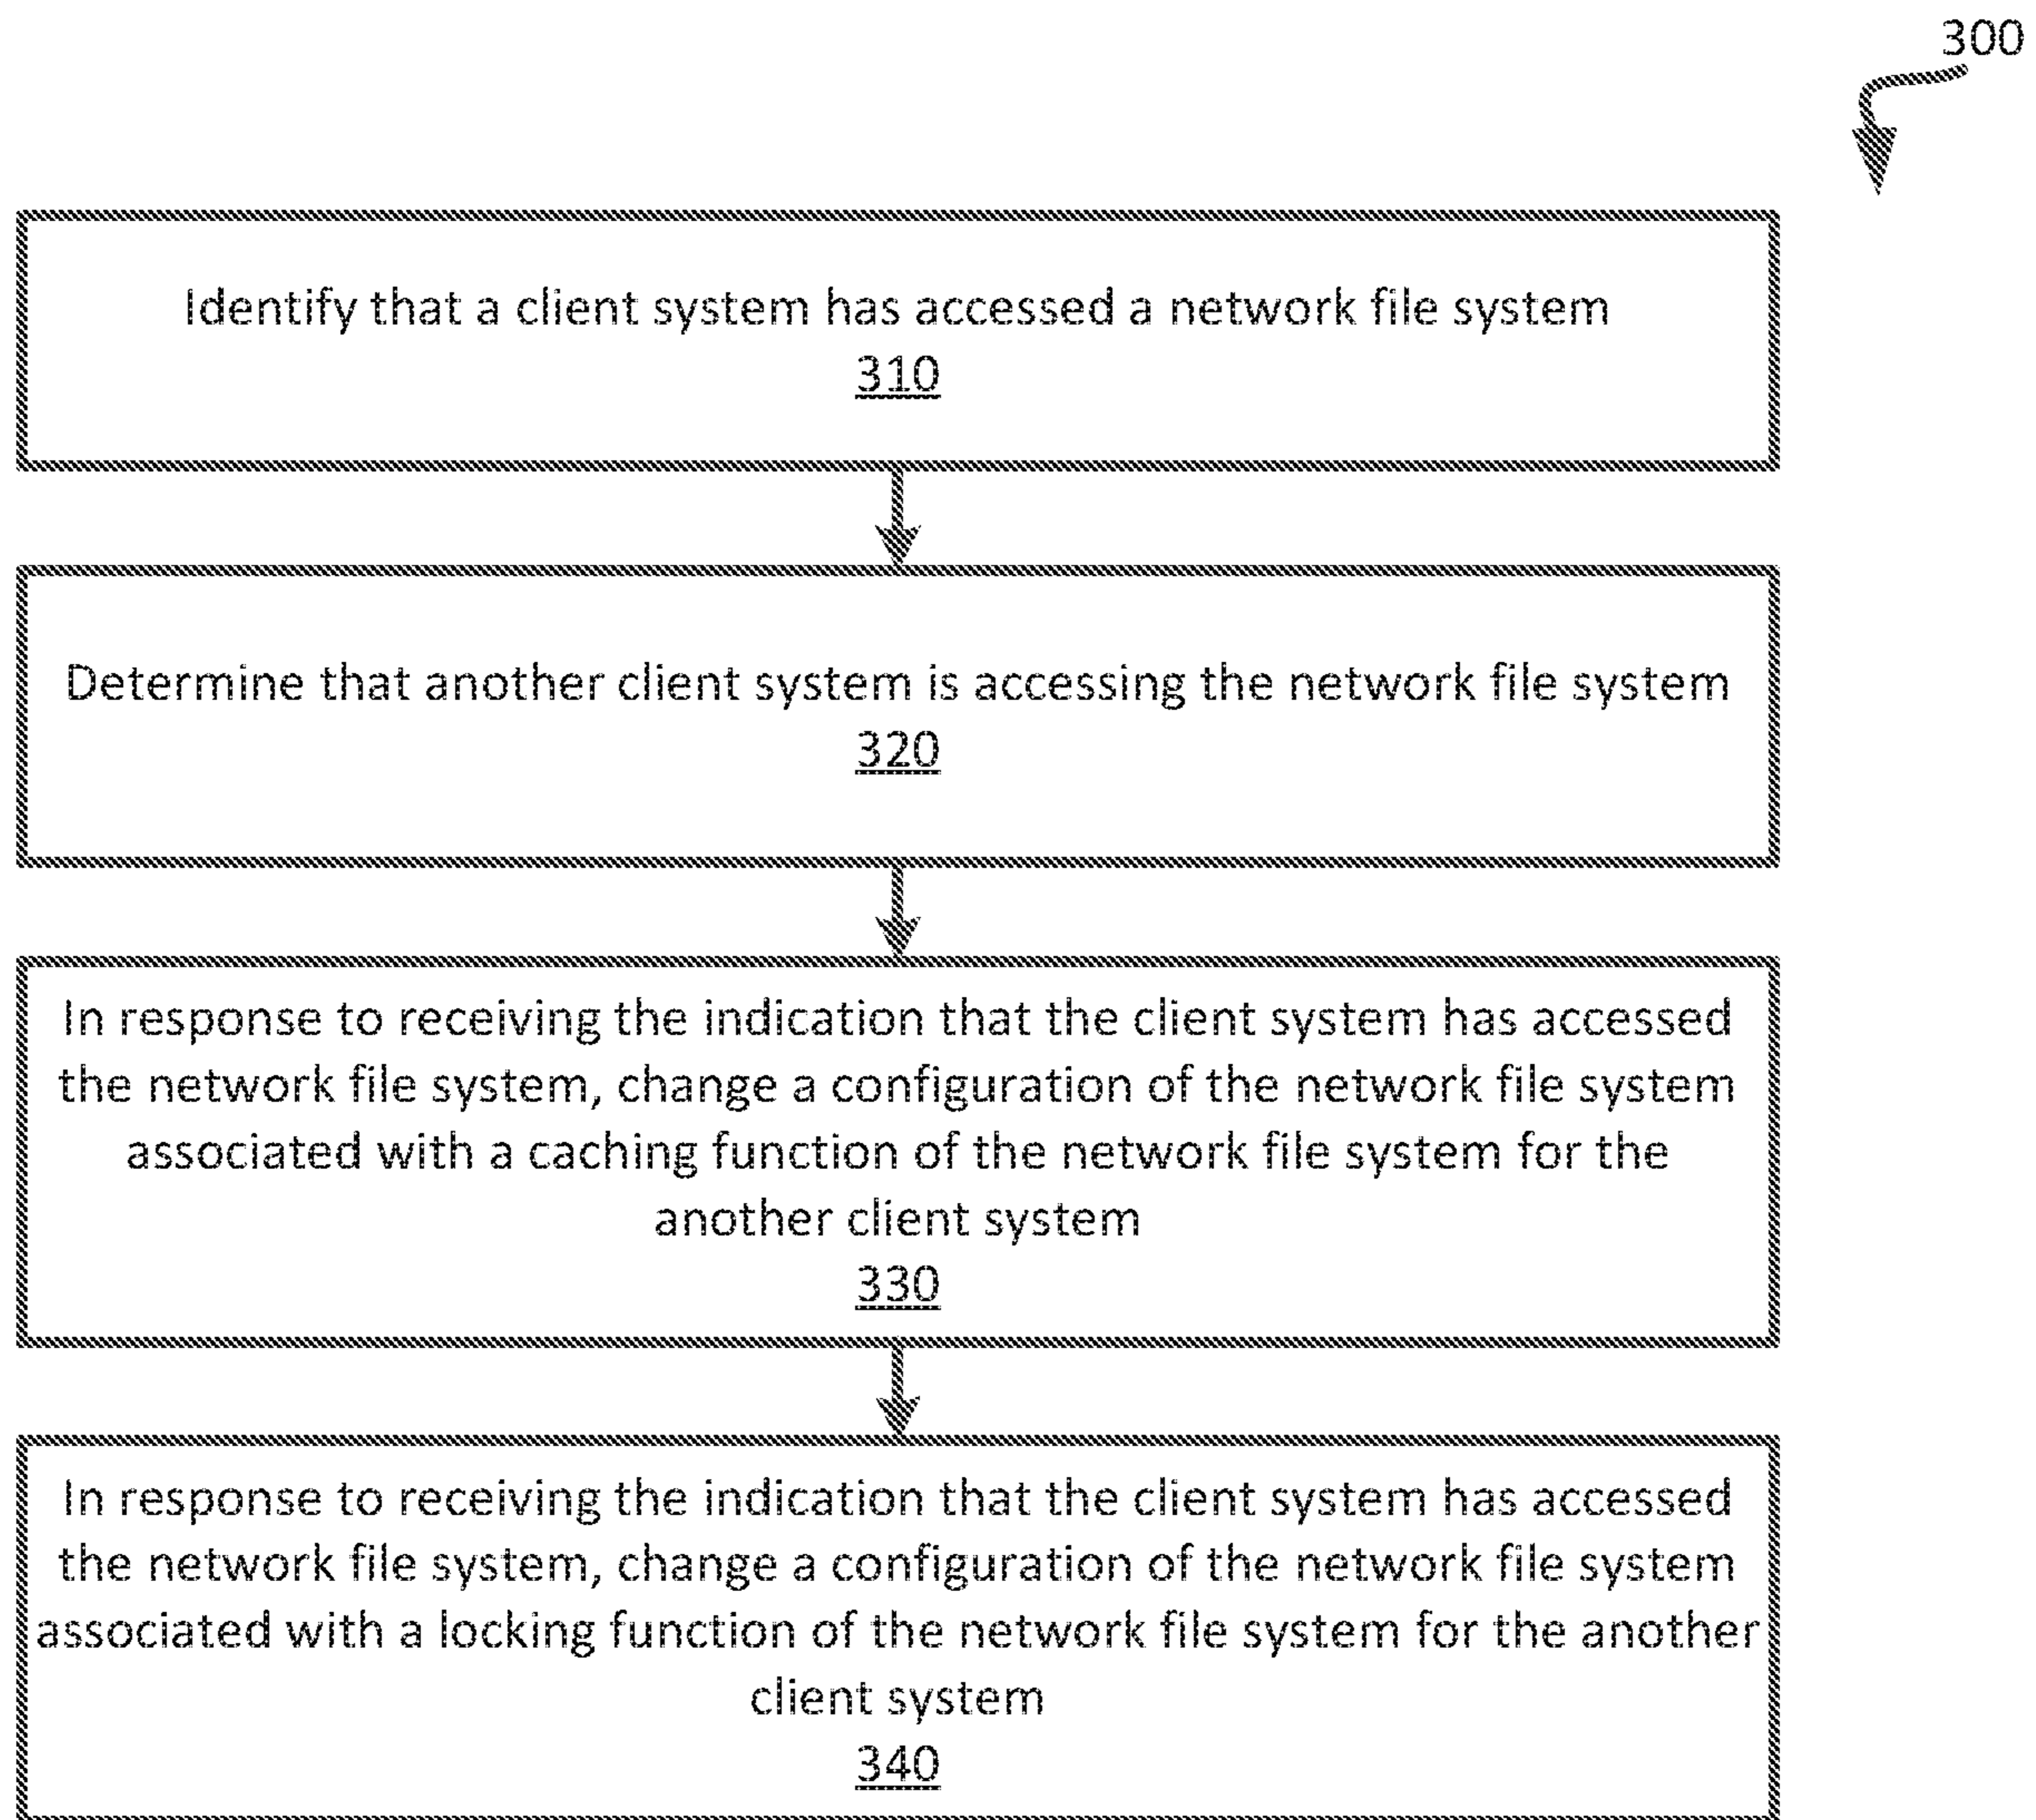 300
Identify that a client system has accessed a network file system
310
Determine that another client system is accessing the network file system
320
In response to receiving the indication that the client system has accessed
the network file system, change a configuration of the network file system
associated with a caching function of the network file system for the
another client system
330
In response to receiving the indication that the client system has accessed
the network file system, change a configuration of the network file system
associated with a locking function of the network file system for the another
client system
340